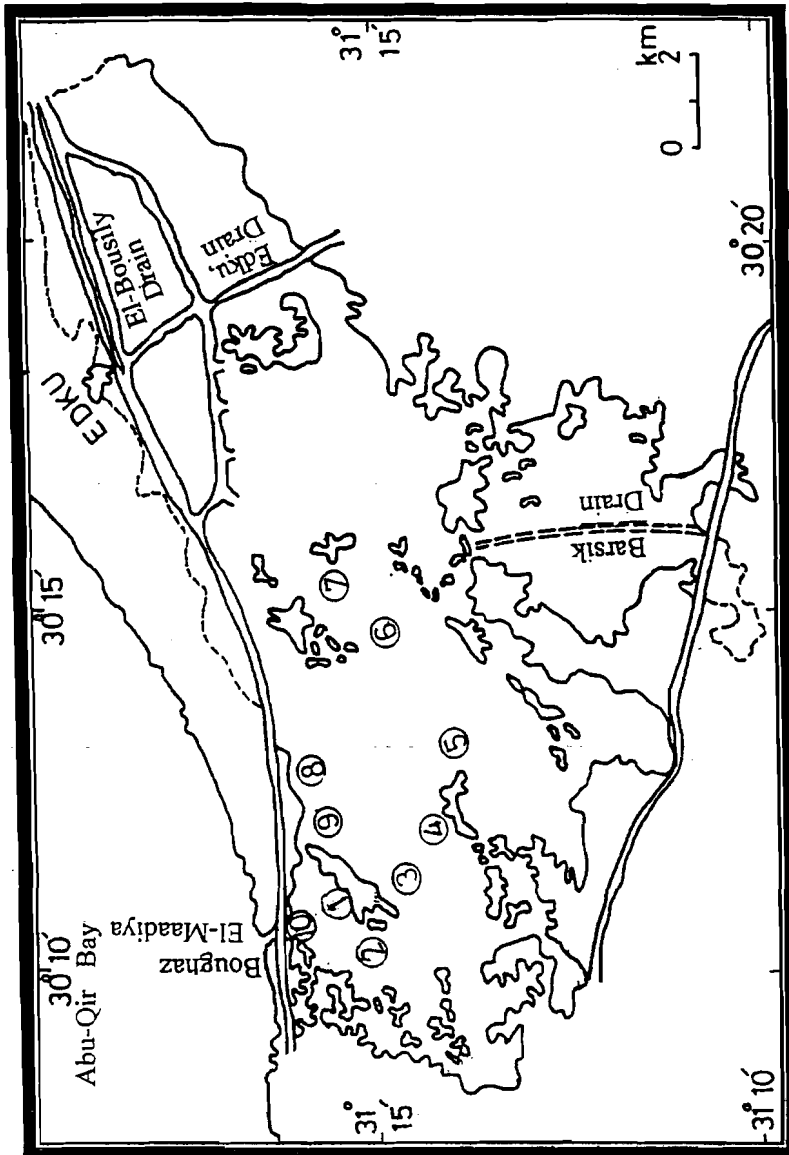 Abu-Qir Bay
Boughaz
El-Maadiya
EDKU
El-Bousily
Drain
Edku,
Drain
Barsik
Drain
30° 10′
30° 15′
30° 20′
31° 15′
31° 15′
31° 10′
km
0 2
1
2
3
4
5
6
7
8
9
10